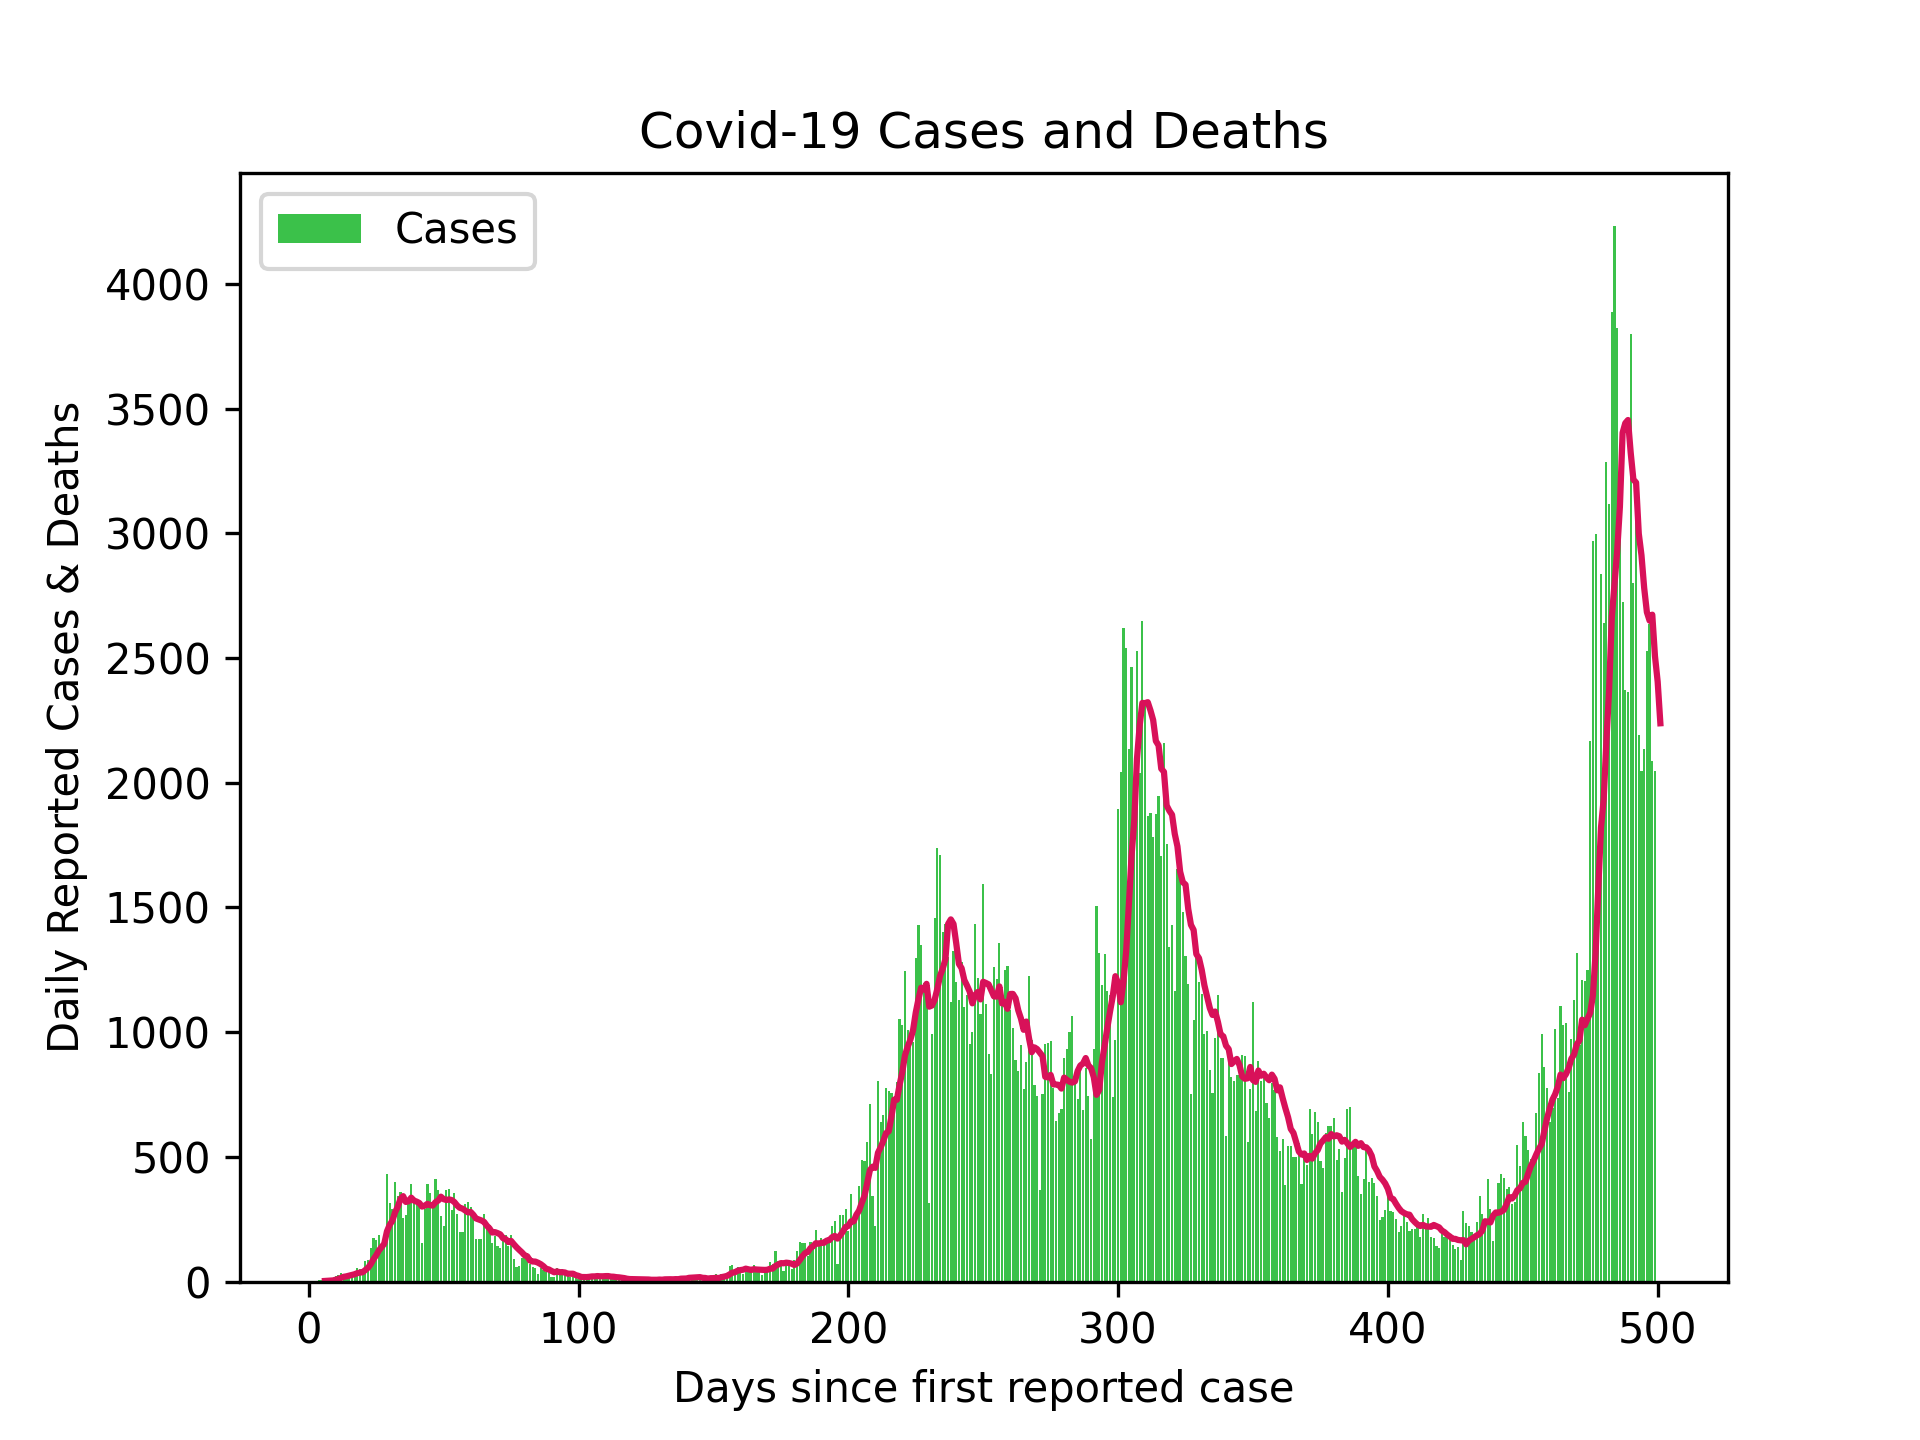 Covid-19 Cases and Deaths
Cases
Daily Reported Cases & Deaths
4000
3500
3000
2500
2000
1500
1000
500
0
0 100 200 300 400 500
Days since first reported case